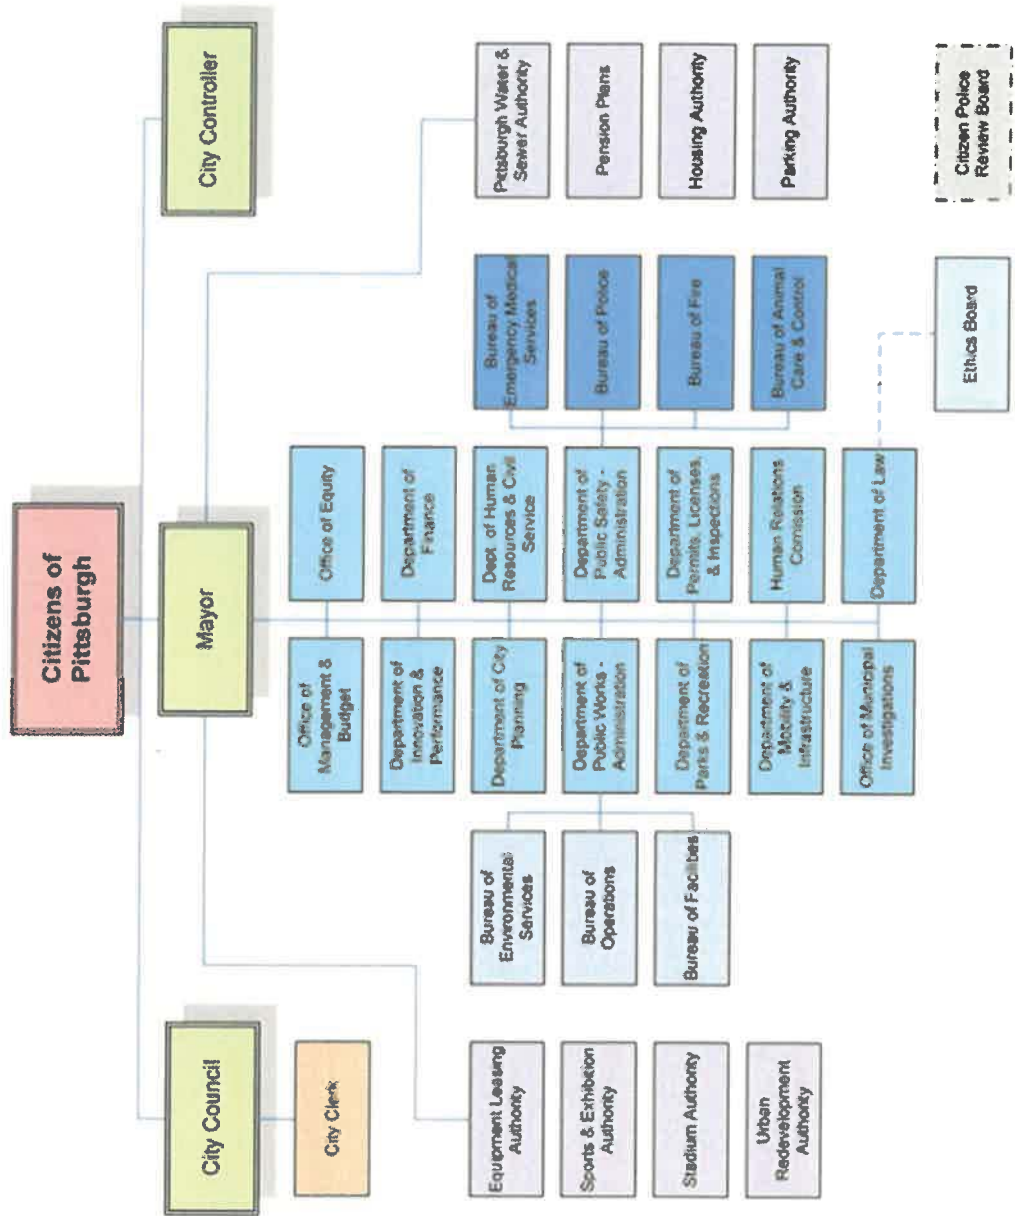 Citizens of
Pittsburgh
City Council
Mayor
City Controller
City Clerk
Office of
Management &
Budget
Office of Equity
Department of
Innovation &
Performance
Department of
Finance
Department of City
Planning
Dept. of Human
Resources & Civil
Service
Department of
Public Works -
Administration
Department of
Public Safety -
Administration
Department of
Parks & Recreation
Department of
Permits, Licenses,
& Inspections
Department of
Mobility &
Infrastructure
Human Relations
Comission
Office of Municipal
Investigations
Department of Law
Bureau of
Environmental
Services
Bureau of
Operations
Bureau of Facilities
Bureau of
Emergency Medical
Services
Bureau of Police
Bureau of Fire
Bureau of Animal
Care & Control
Equipment Leasing
Authority
Sports & Exhibition
Authority
Stadium Authority
Urban
Redevelopment
Authority
Pittsburgh Water &
Sewer Authority
Pension Plans
Housing Authority
Parking Authority
Ethics Board
Citizen Police
Review Board